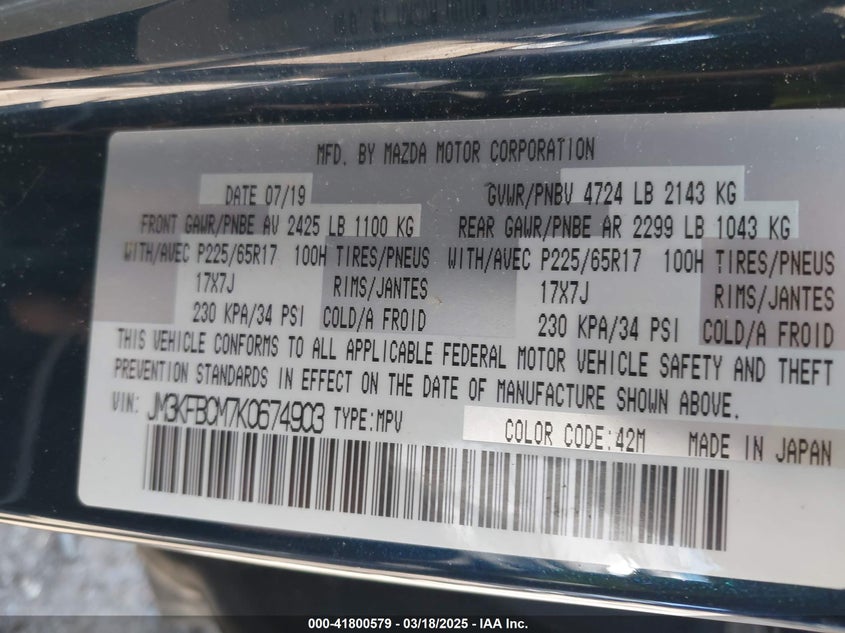 MFD. BY MAZDA MOTOR CORPORATION
DATE 07/19 GVWR/PNBV 4724 LB 2143 KG
FRONT GAWR/PNBE AV 2425 LB 1100 KG REAR GAWR/PNBE AR 2299 LB 1043 KG
WITH/AVEC P225/65R17 100H TIRES/PNEUS WITH/AVEC P225/65R17 100H TIRES/PNEUS
17X7J RIMS/JANTES 17X7J RIMS/JANTES
230 KPA/34 PSI COLD/A FROID 230 KPA/34 PSI COLD/A FROID
THIS VEHICLE CONFORMS TO ALL APPLICABLE FEDERAL MOTOR VEHICLE SAFETY AND THEFT
PREVENTION STANDARDS IN EFFECT ON THE DATE OF MANUFACTURE SHOWN ABOVE.
VIN: JM3KFBCM7K0674903 TYPE:MPV COLOR CODE:42M MADE IN JAPAN
000-41800579 - 03/18/2025 - IAA Inc.